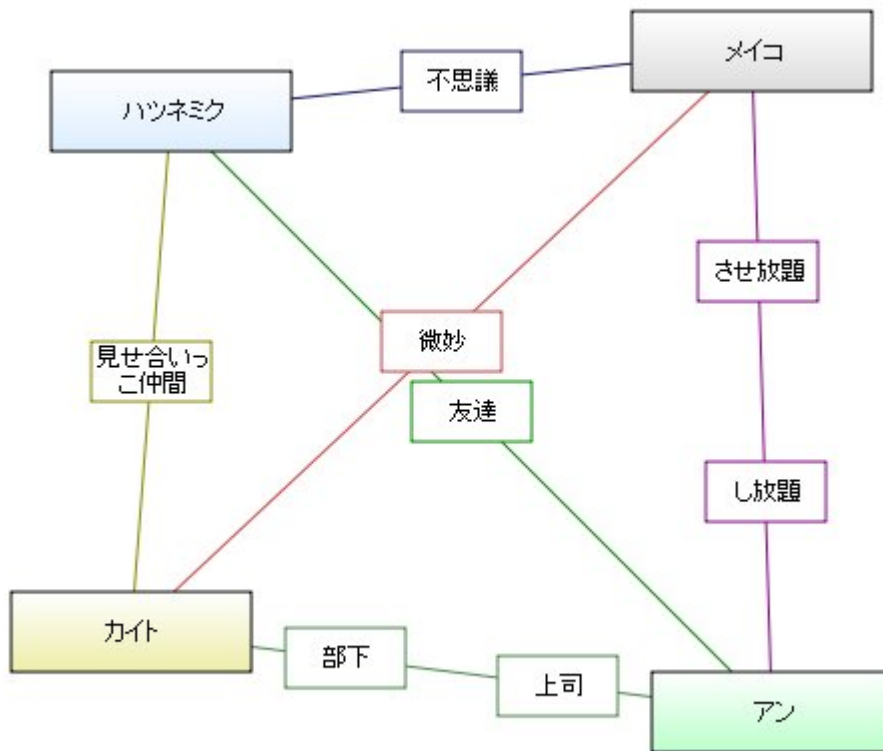 メイコ
ハツネミク
不思議
させ放題
微妙
見せ合いっ
こ仲間
友達
し放題
カイト
部下
上司
アン